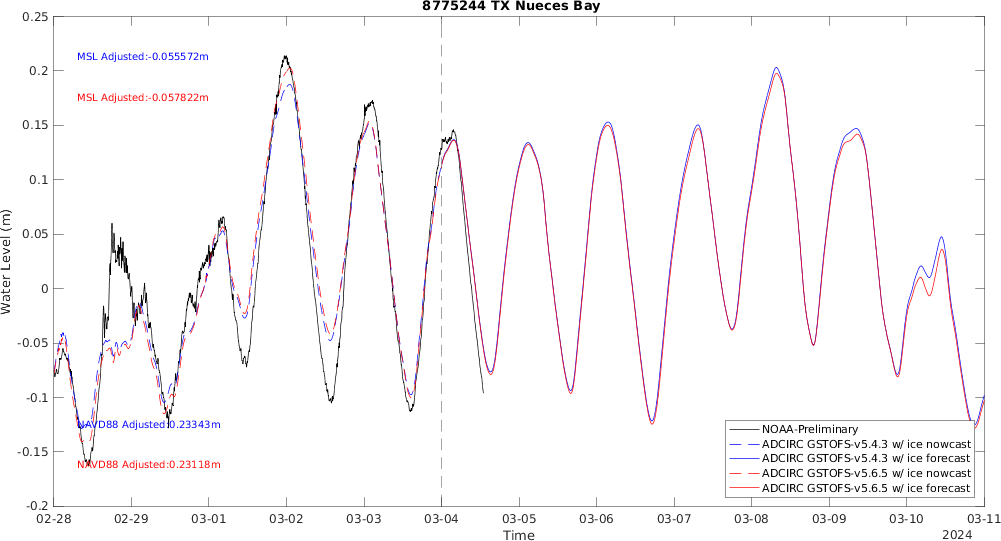 8775244 TX Nueces Bay
0.25
0.2
0.15
0.1
0.05
0
-0.05
-0.1
-0.15
-0.2
Water Level (m)
MSL Adjusted:-0.055572m
MSL Adjusted:-0.057822m
NAVD88 Adjusted:0.23343m
NAVD88 Adjusted:0.23118m
NOAA-Preliminary
ADCIRC GSTOFS-v5.4.3 w/ ice nowcast
ADCIRC GSTOFS-v5.4.3 w/ ice forecast
ADCIRC GSTOFS-v5.6.5 w/ ice nowcast
ADCIRC GSTOFS-v5.6.5 w/ ice forecast
02-28 02-29 03-01 03-02 03-03 03-04 03-05 03-06 03-07 03-08 03-09 03-10 03-11
Time
2024